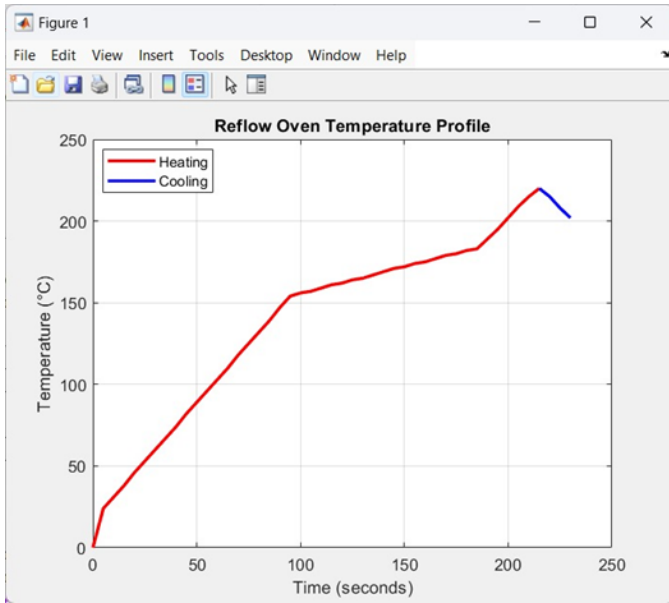 Figure 1
File Edit View Insert Tools Desktop Window Help
Reflow Oven Temperature Profile
Heating
Cooling
250
200
150
100
50
0
Temperature (°C)
0 50 100 150 200 250
Time (seconds)